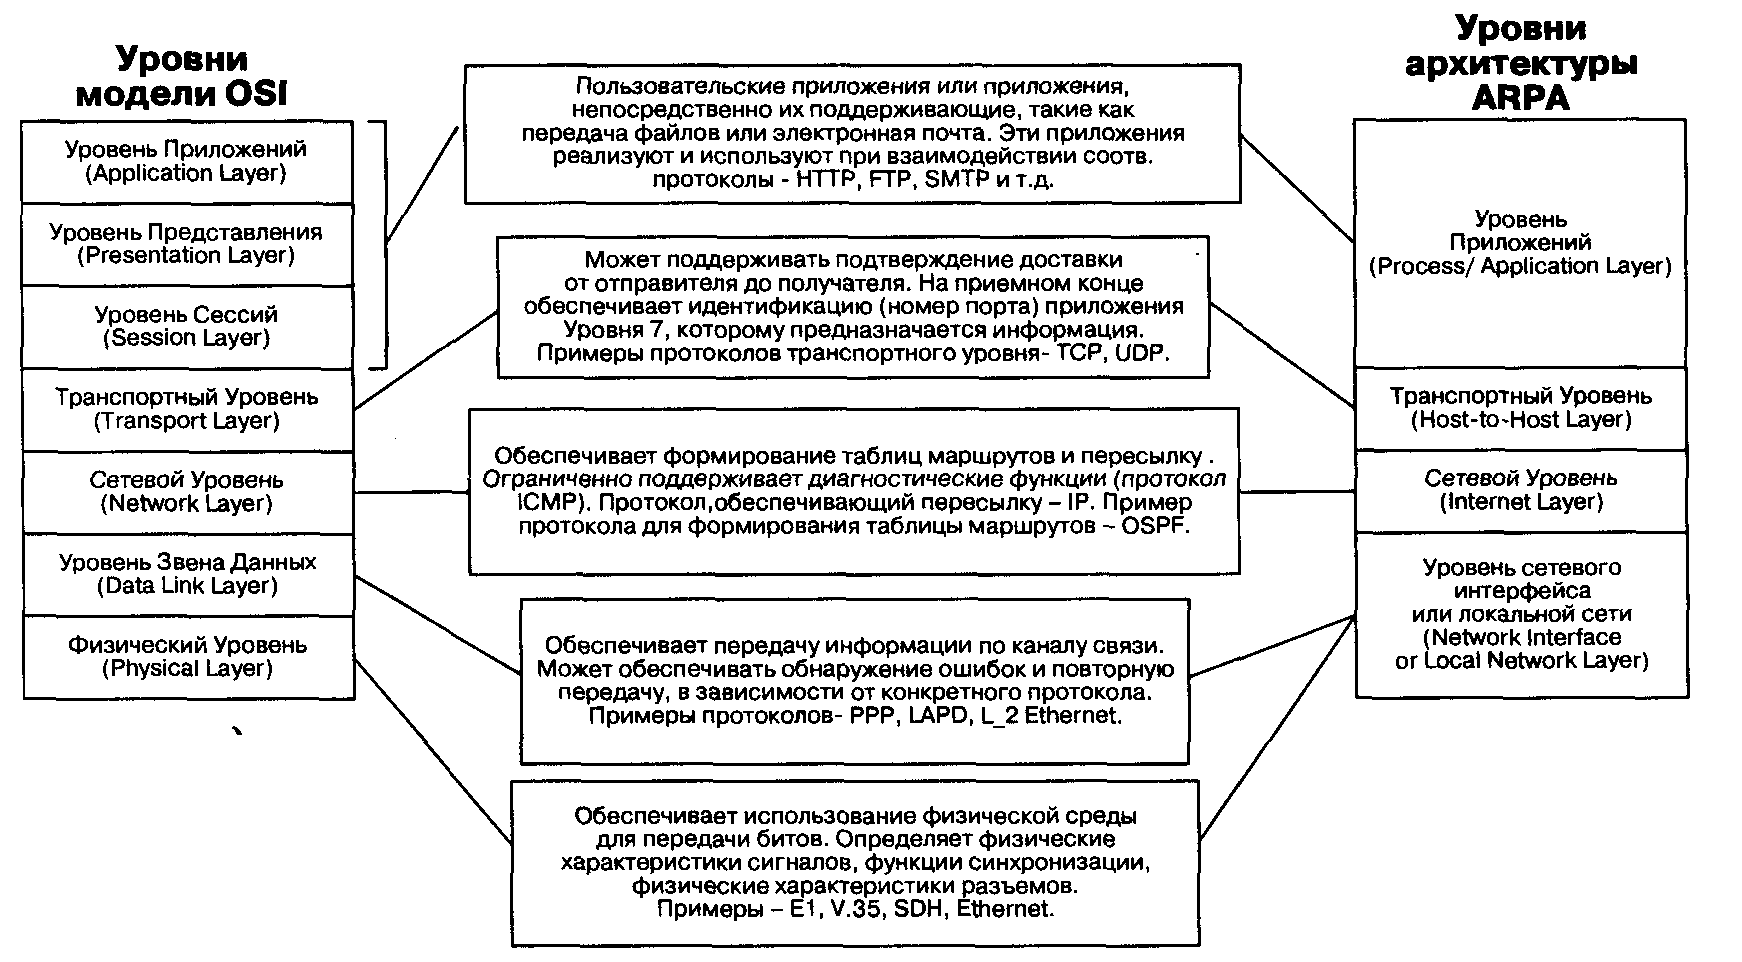 Уровни
модели OSI
Уровень Приложений
(Application Layer)
Уровень Представления
(Presentation Layer)
Уровень Сессий
(Session Layer)
Транспортный Уровень
(Transport Layer)
Сетевой Уровень
(Network Layer)
Уровень Звена Данных
(Data Link Layer)
Физический Уровень
(Physical Layer)
Пользовательские приложения или приложения,
непосредственно их поддерживающие, такие как
передача файлов или электронная почта. Эти приложения
реализуют и используют при взаимодействии соотв.
протоколы - HTTP, FTP, SMTP и т.д.
Может поддерживать подтверждение доставки
от отправителя до получателя. На приемном конце
обеспечивает идентификацию (номер порта) приложения
Уровня 7, которому предназначается информация.
Примеры протоколов транспортного уровня- TCP, UDP.
Обеспечивает формирование таблиц маршрутов и пересылку .
Ограниченно поддерживает диагностические функции (протокол
ICMP). Протокол,обеспечивающий пересылку – IP. Пример
протокола для формирования таблицы маршрутов – OSPF.
Обеспечивает передачу информации по каналу связи.
Может обеспечивать обнаружение ошибок и повторную
передачу, в зависимости от конкретного протокола.
Примеры протоколов- PPP, LAPD, L_2 Ethernet.
Обеспечивает использование физической среды
для передачи битов. Определяет физические
характеристики сигналов, функции синхронизации,
физические характеристики разъемов.
Примеры – E1, V.35, SDH, Ethernet.
Уровни
архитектуры
ARPA
Уровень
Приложений
(Process/ Application Layer)
Транспортный Уровень
(Host-to-Host Layer)
Сетевой Уровень
(Internet Layer)
Уровень сетевого
интерфейса
или локальной сети
(Network Interface
or Local Network Layer)